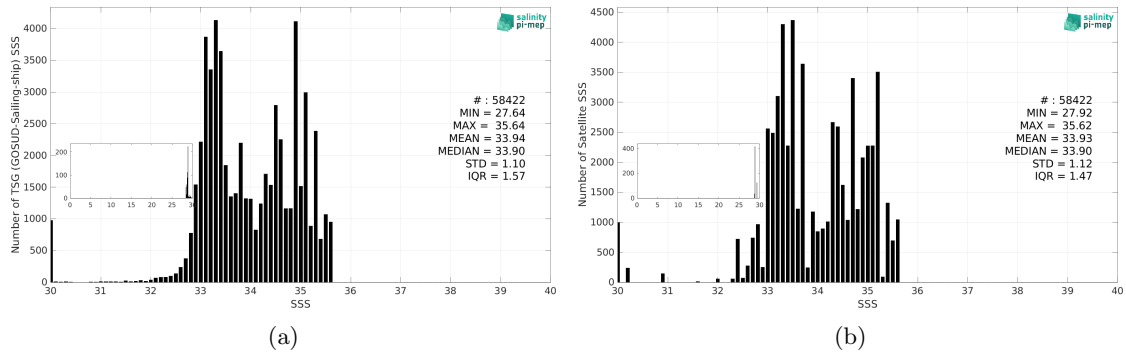 salinity
pi-mep
Number of TSG (GOSUD-Sailing-ship) SSS
4000
3500
3000
2500
2000
1500
1000
500
0
# : 58422
MIN = 27.64
MAX = 35.64
MEAN = 33.94
MEDIAN = 33.90
STD = 1.10
IQR = 1.57
200
100
0
0 5 10 15 20 25 30
30 31 32 33 34 35 36 37 38 39 40
SSS
(a)
salinity
pi-mep
Number of Satellite SSS
4500
4000
3500
3000
2500
2000
1500
1000
500
0
# : 58422
MIN = 27.92
MAX = 35.62
MEAN = 33.93
MEDIAN = 33.90
STD = 1.12
IQR = 1.47
400
200
0
0 5 10 15 20 25 30
30 31 32 33 34 35 36 37 38 39 40
SSS
(b)